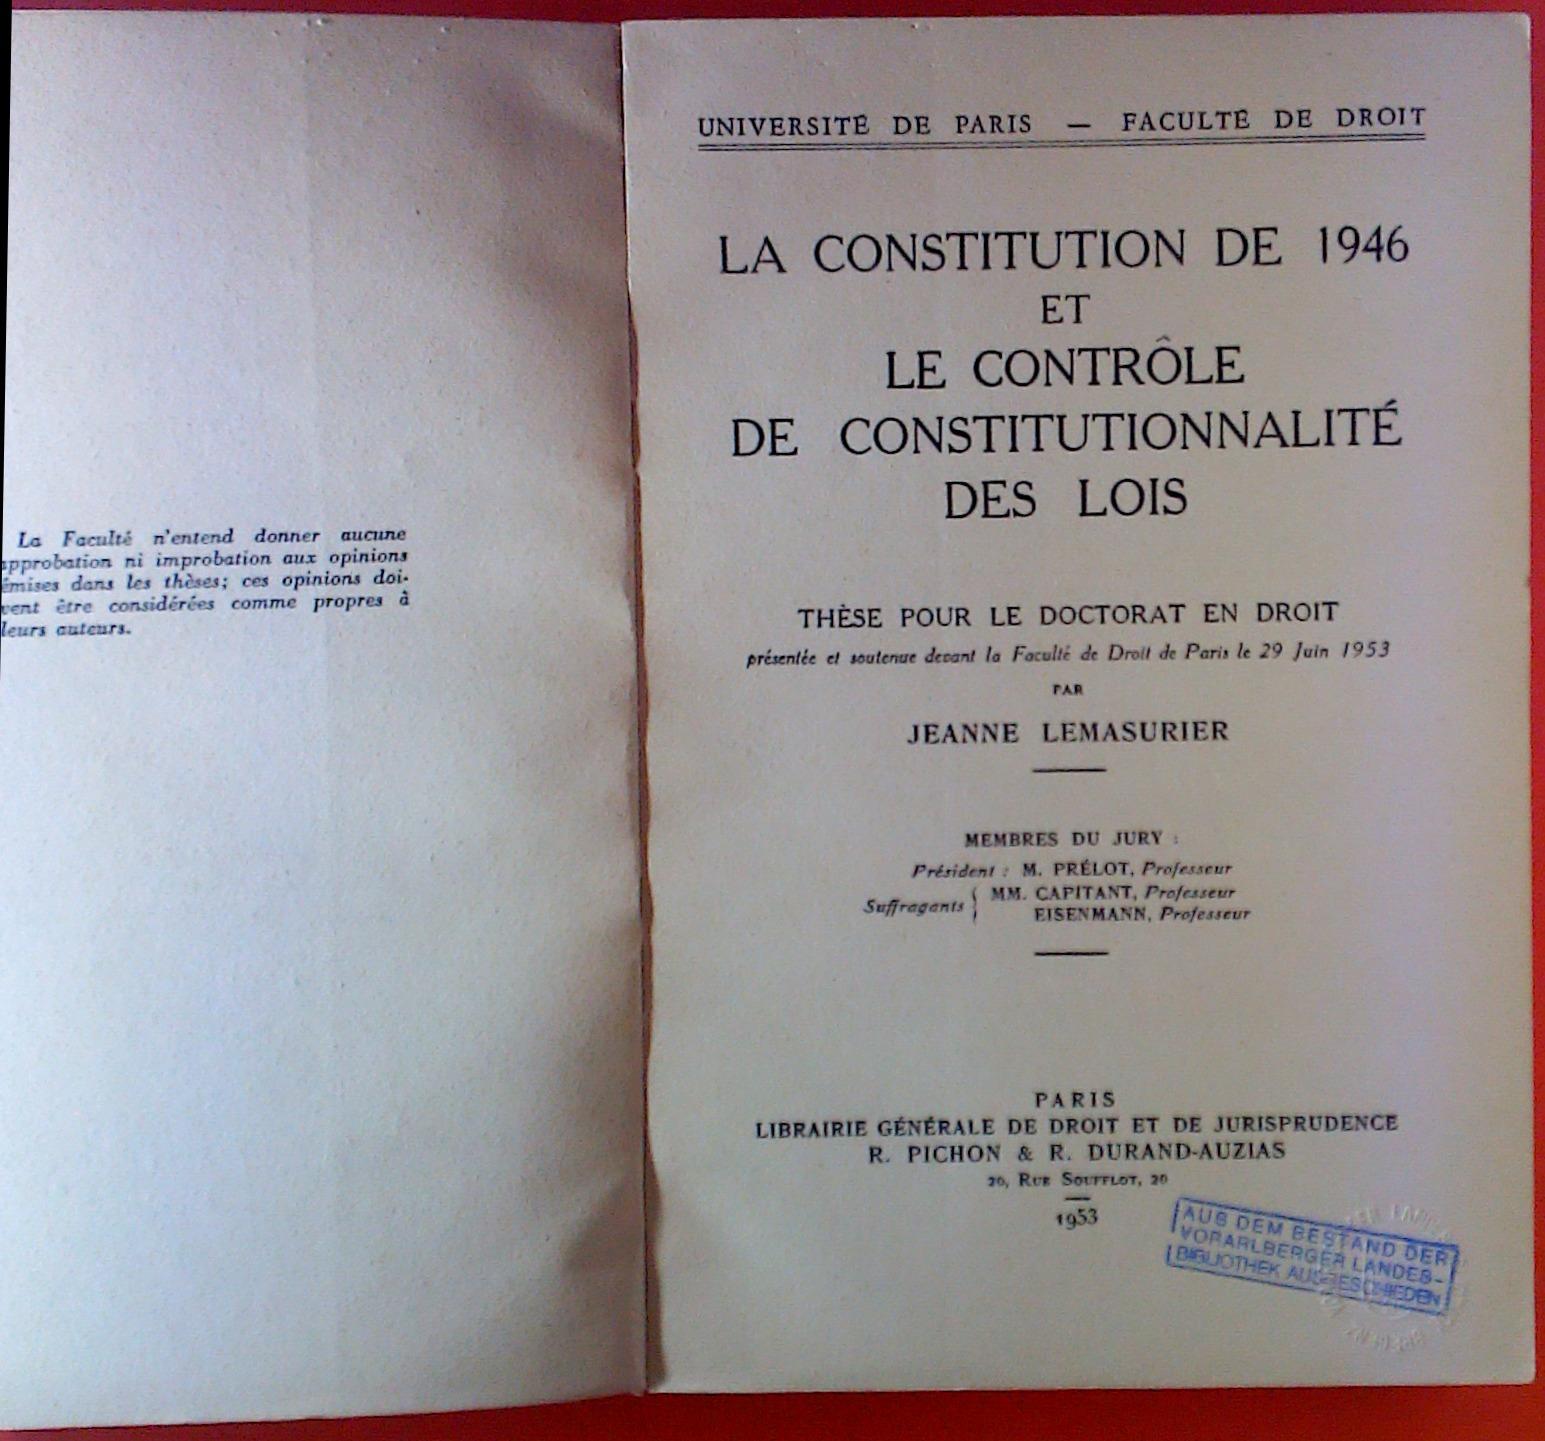 La Faculté n'entend donner aucune
approbation ni improbation aux opinions
émises dans les thèses; ces opinions doi-
vent être considérées comme propres à
leurs auteurs.
UNIVERSITÉ DE PARIS — FACULTÉ DE DROIT
LA CONSTITUTION DE 1946
ET
LE CONTRÔLE
DE CONSTITUTIONNALITÉ
DES LOIS
THÈSE POUR LE DOCTORAT EN DROIT
présentée et soutenue devant la Faculté de Droit de Paris le 29 Juin 1953
PAR
JEANNE LEMASURIER
MEMBRES DU JURY :
Président : M. PRÉLOT, Professeur
Suffragants { MM. CAPITANT, Professeur
EISENMANN, Professeur
PARIS
LIBRAIRIE GÉNÉRALE DE DROIT ET DE JURISPRUDENCE
R. PICHON & R. DURAND-AUZIAS
20, RUE SOUFFLOT, 20
1953
AUS DEM BESTAND DER
VORARLBERGER LANDES-
BIBLIOTHEK AUSGESCHIEDEN